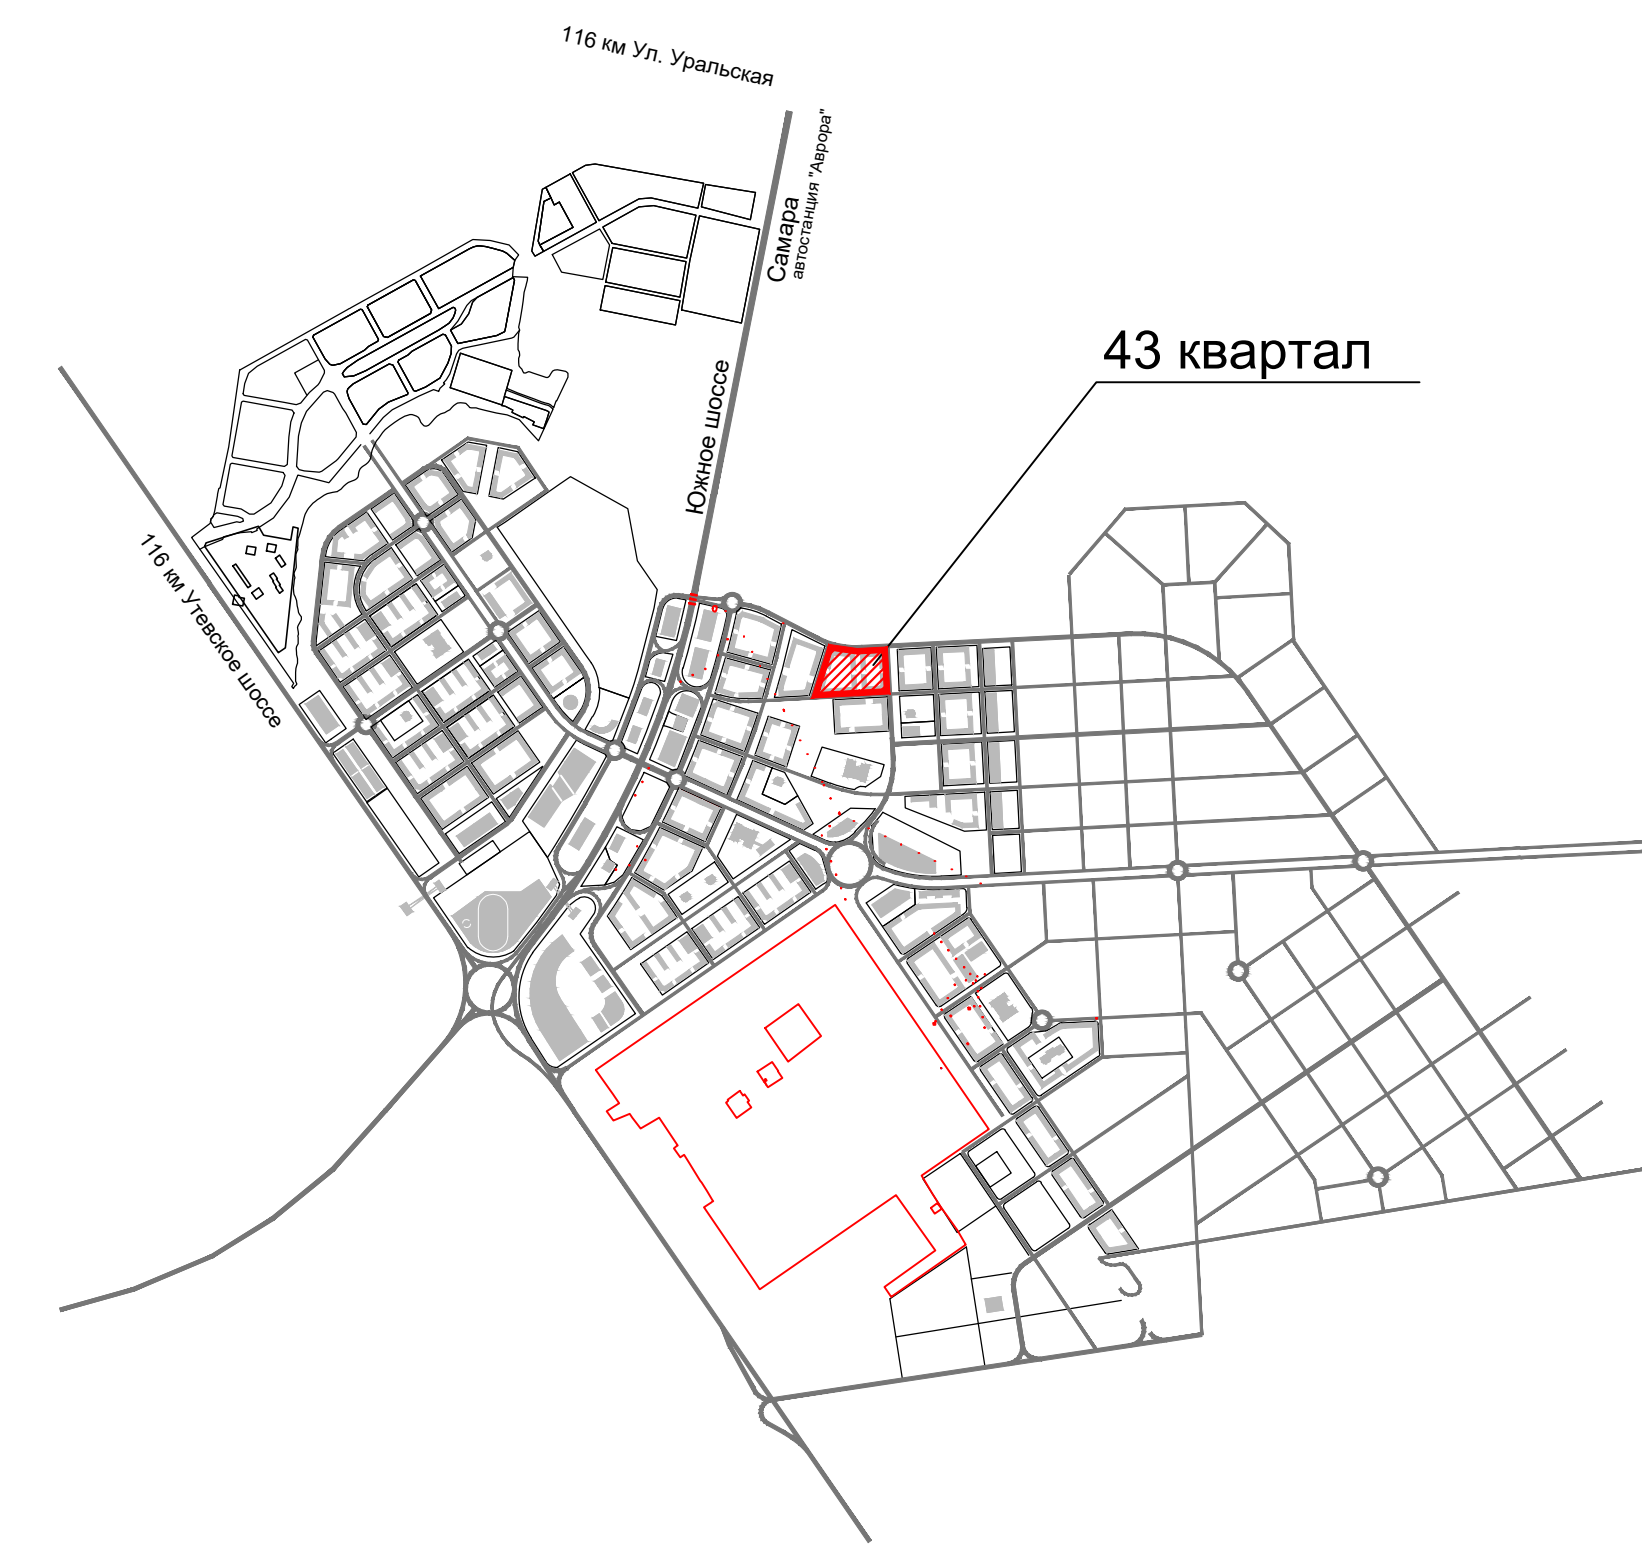 116 км Ул. Уральская
Самара
автостанция "Аврора"
43 квартал
Южное шоссе
116 км Утевское шоссе